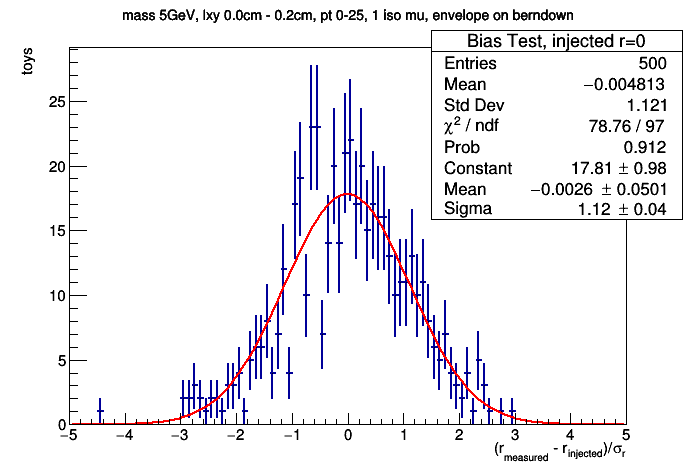 mass 5GeV, lxy 0.0cm - 0.2cm, pt 0-25, 1 iso mu, envelope on berndown
Bias Test, injected r=0
Entries 500
Mean −0.004813
Std Dev 1.121
χ² / ndf 78.76 / 97
Prob 0.912
Constant 17.81 ± 0.98
Mean −0.0026 ± 0.0501
Sigma 1.12 ± 0.04
toys
25
20
15
10
5
0
−5 −4 −3 −2 −1 0 1 2 3 4 5
(r_measured - r_injected)/σ_r